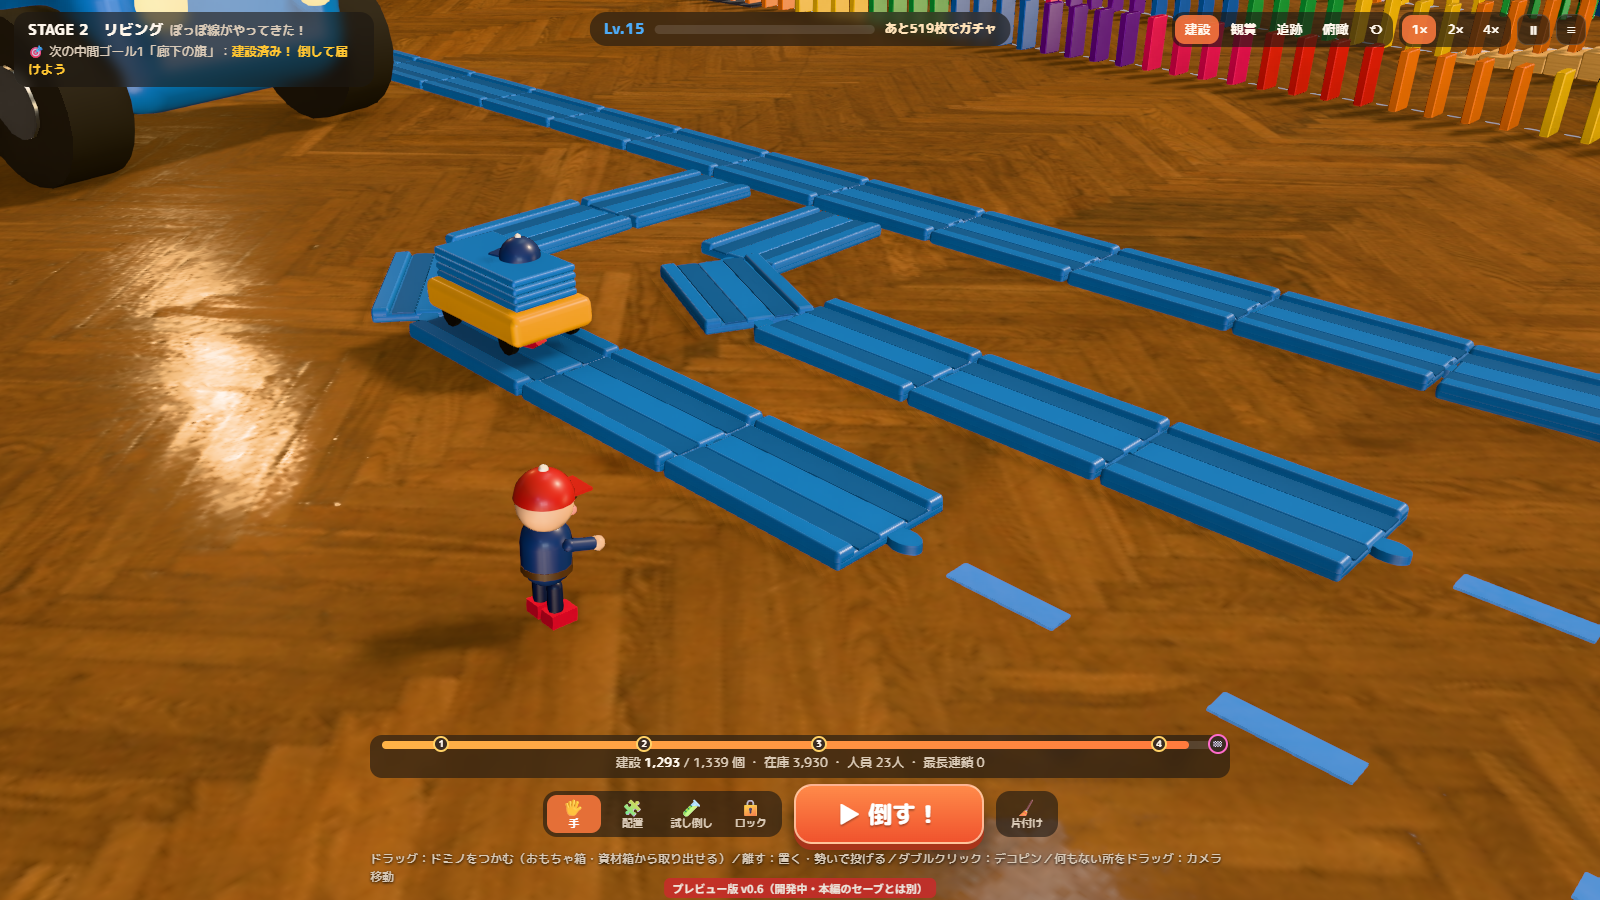 STAGE 2 リビング ぽっぽ線がやってきた！
🎯 次の中間ゴール1「廊下の旗」：建設済み！ 倒して届
けよう
Lv.15
あと519枚でガチャ
建設 観賞 追跡 俯瞰
1× 2× 4×
1 2 3 4
建設 1,293 / 1,339 個 ・ 在庫 3,930 ・ 人員 23人 ・ 最長連鎖 0
手 配置 試し倒し ロック
▶ 倒す！
片付け
ドラッグ：ドミノをつかむ（おもちゃ箱・資材箱から取り出せる）／離す：置く・勢いで投げる／ダブルクリック：デコピン／何もない所をドラッグ：カメラ
移動
プレビュー版 v0.6（開発中・本編のセーブとは別）